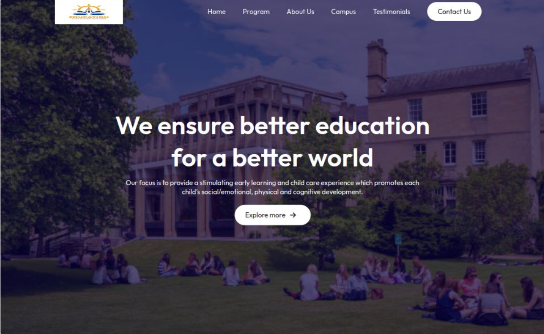 Home Program About Us Campus Testimonials Contact Us
We ensure better education
for a better world
Our focus is to provide a stimulating early learning and child care experience which promotes each
child's social/emotional, physical and cognitive development.
Explore more →